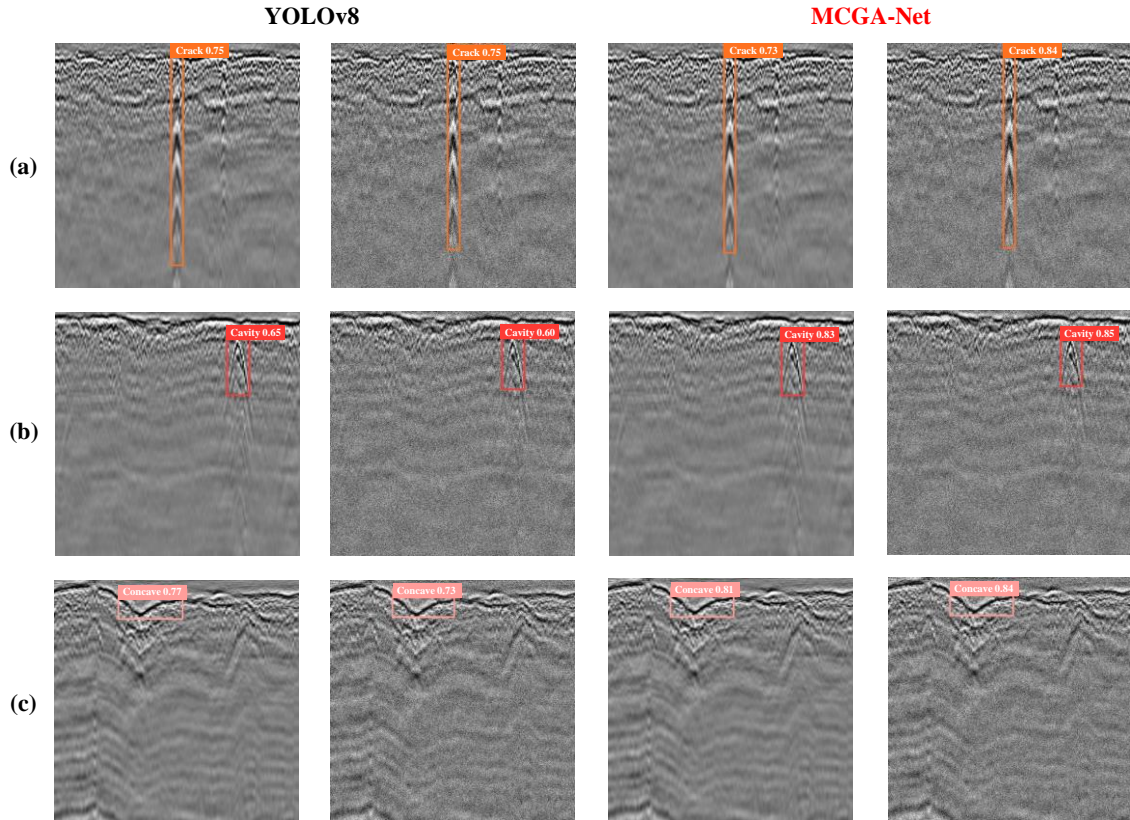 YOLOv8 MCGA-Net
(a) Crack 0.75 Crack 0.75 Crack 0.73 Crack 0.84
(b) Cavity 0.65 Cavity 0.60 Cavity 0.83 Cavity 0.85
(c) Concave 0.77 Concave 0.73 Concave 0.81 Concave 0.84